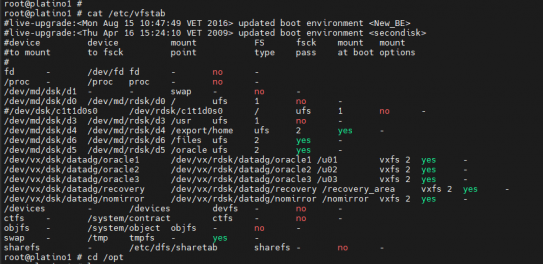 root@platino1 #
root@platino1 # cat /etc/vfstab
#live-upgrade:<Mon Aug 15 10:47:49 VET 2016> updated boot environment <New_BE>
#live-upgrade:<Thu Apr 16 15:24:10 VET 2009> updated boot environment <secondisk>
#device device mount FS fsck mount mount
#to mount to fsck point type pass at boot options
#
fd - /dev/fd fd - no -
/proc - /proc proc - no -
/dev/md/dsk/d1 - - swap - no -
/dev/md/dsk/d0 /dev/md/rdsk/d0 / ufs 1 no -
#/dev/dsk/c1t1d0s0 /dev/rdsk/c1t1d0s0 / ufs 1 no -
/dev/md/dsk/d3 /dev/md/rdsk/d3 /usr ufs 1 no -
/dev/md/dsk/d4 /dev/md/rdsk/d4 /export/home ufs 2 yes -
/dev/md/dsk/d6 /dev/md/rdsk/d6 /files ufs 2 yes -
/dev/md/dsk/d5 /dev/md/rdsk/d5 /oracle ufs 2 yes -
/dev/vx/dsk/datadg/oracle1 /dev/vx/rdsk/datadg/oracle1 /u01 vxfs 2 yes -
/dev/vx/dsk/datadg/oracle2 /dev/vx/rdsk/datadg/oracle2 /u02 vxfs 2 yes -
/dev/vx/dsk/datadg/oracle3 /dev/vx/rdsk/datadg/oracle3 /u03 vxfs 2 yes -
/dev/vx/dsk/datadg/recovery /dev/vx/rdsk/datadg/recovery /recovery_area vxfs 2 yes -
/dev/vx/dsk/datadg/nomirror /dev/vx/rdsk/datadg/nomirror /nomirror vxfs 2 yes -
/devices - /devices devfs - no -
ctfs - /system/contract ctfs - no -
objfs - /system/object objfs - no -
swap - /tmp tmpfs - yes -
sharefs - /etc/dfs/sharetab sharefs - no -
root@platino1 # cd /opt